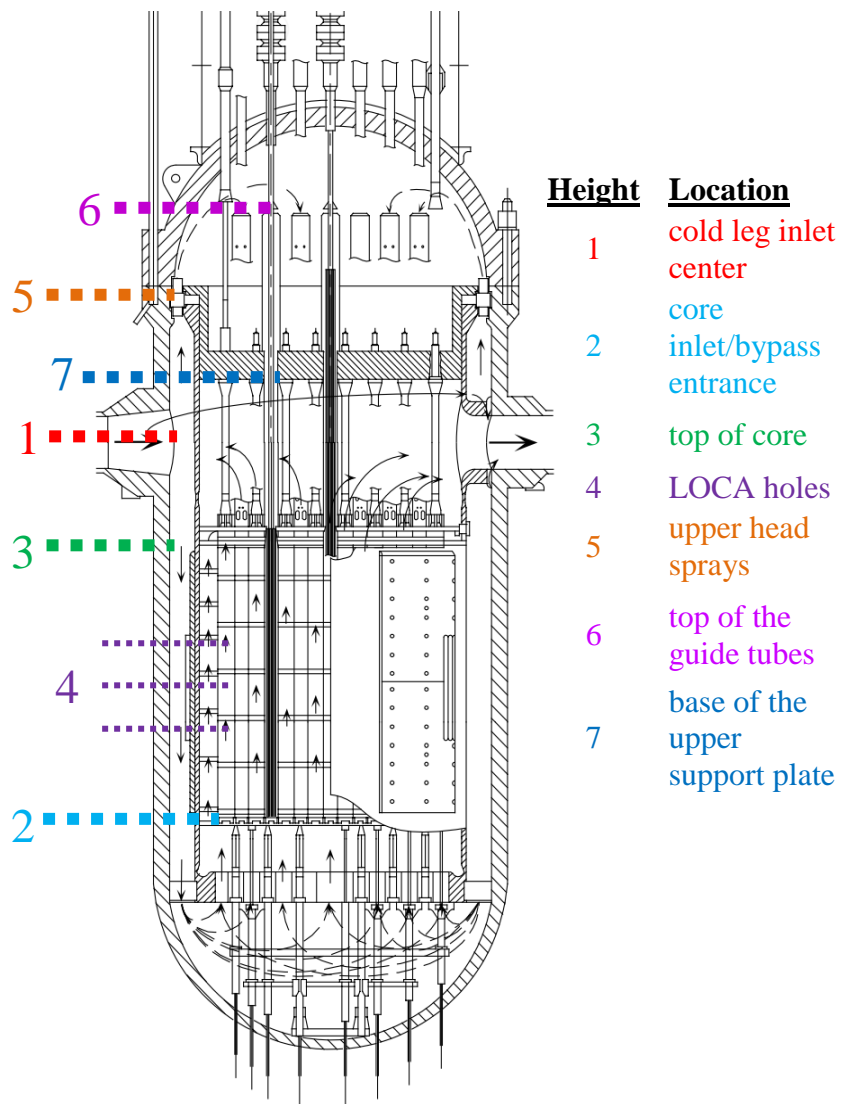 Height Location
6
1 cold leg inlet
center
5
2 core
inlet/bypass
entrance
7
1
3 top of core
4 LOCA holes
3
5 upper head
sprays
6 top of the
guide tubes
4
7 base of the
upper
support plate
2